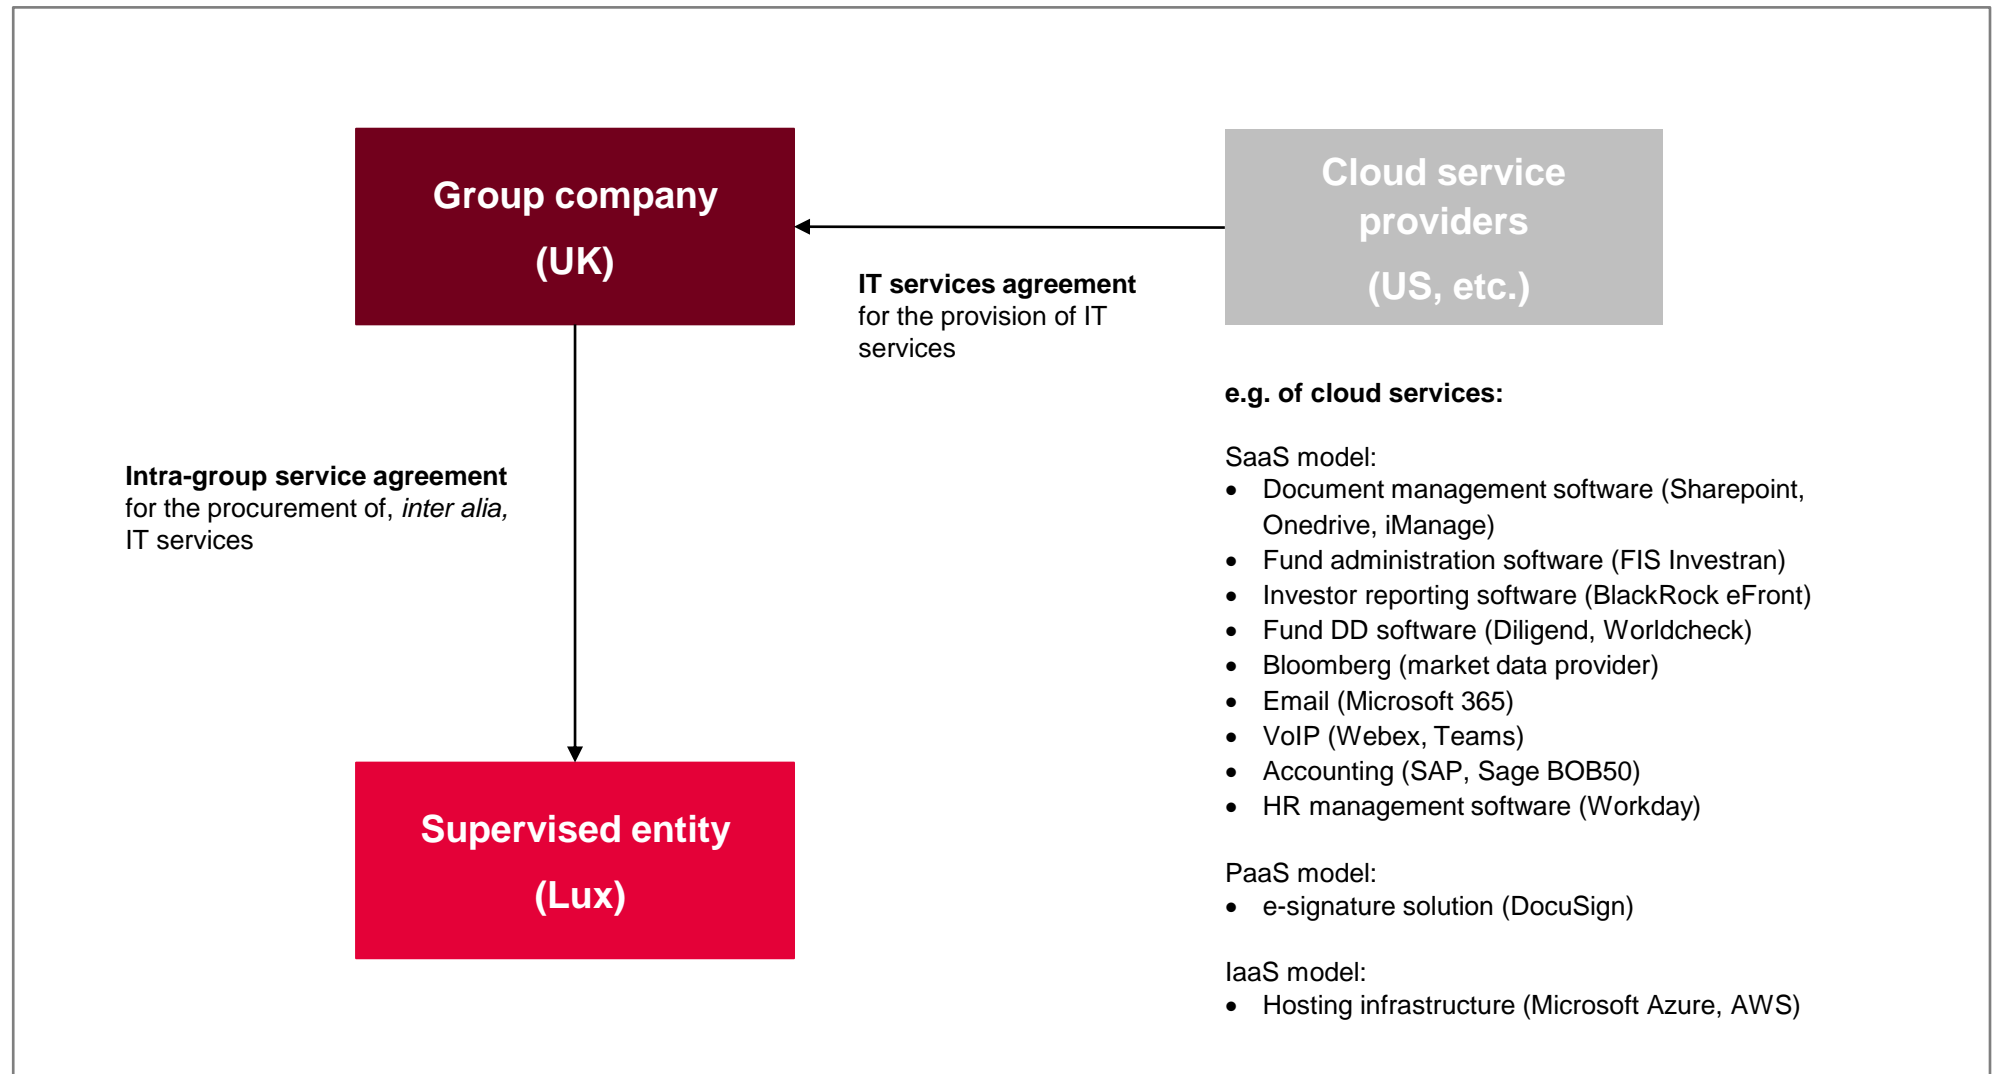 Group company
(UK)
Cloud service
providers
(US, etc.)
IT services agreement
for the provision of IT
services
Intra-group service agreement
for the procurement of, inter alia,
IT services
Supervised entity
(Lux)
e.g. of cloud services:
SaaS model:
• Document management software (Sharepoint,
Onedrive, iManage)
• Fund administration software (FIS Investran)
• Investor reporting software (BlackRock eFront)
• Fund DD software (Diligend, Worldcheck)
• Bloomberg (market data provider)
• Email (Microsoft 365)
• VoIP (Webex, Teams)
• Accounting (SAP, Sage BOB50)
• HR management software (Workday)
PaaS model:
• e-signature solution (DocuSign)
IaaS model:
• Hosting infrastructure (Microsoft Azure, AWS)